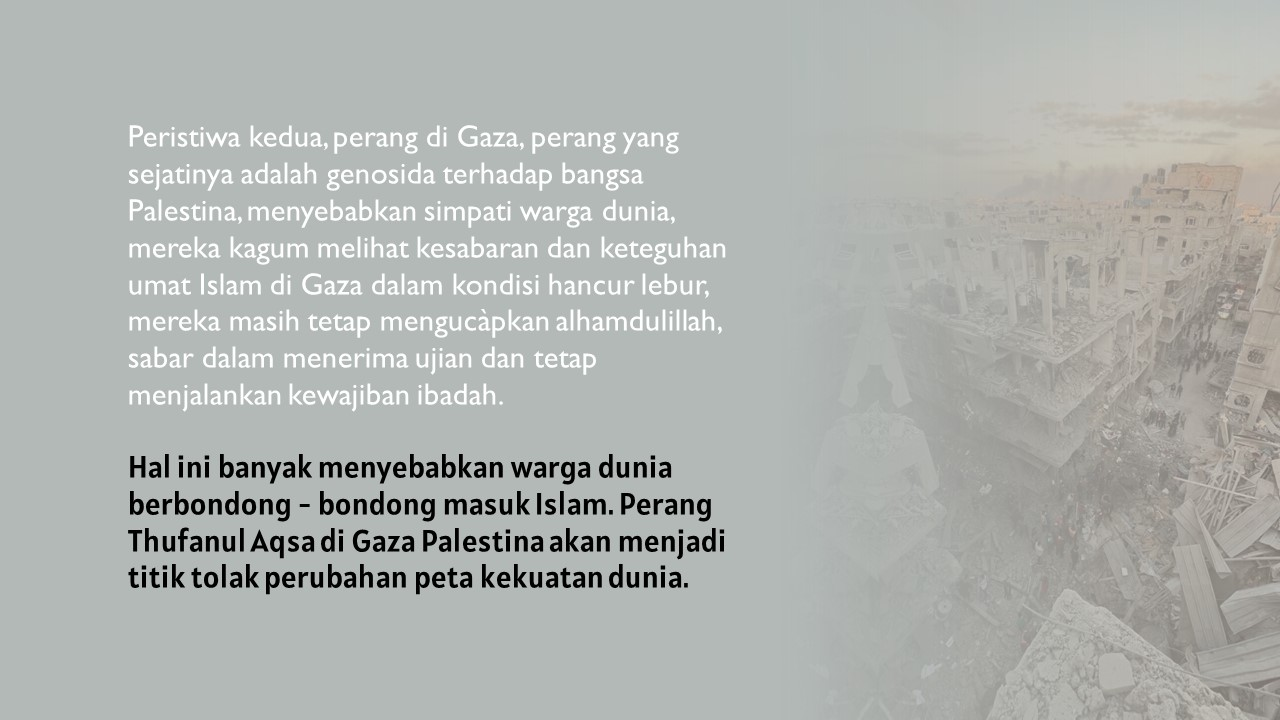 Peristiwa kedua, perang di Gaza, perang yang
sejatinya adalah genosida terhadap bangsa
Palestina, menyebabkan simpati warga dunia,
mereka kagum melihat kesabaran dan keteguhan
umat Islam di Gaza dalam kondisi hancur lebur,
mereka masih tetap mengucàpkan alhamdulillah,
sabar dalam menerima ujian dan tetap
menjalankan kewajiban ibadah.
Hal ini banyak menyebabkan warga dunia
berbondong – bondong masuk Islam. Perang
Thufanul Aqsa di Gaza Palestina akan menjadi
titik tolak perubahan peta kekuatan dunia.